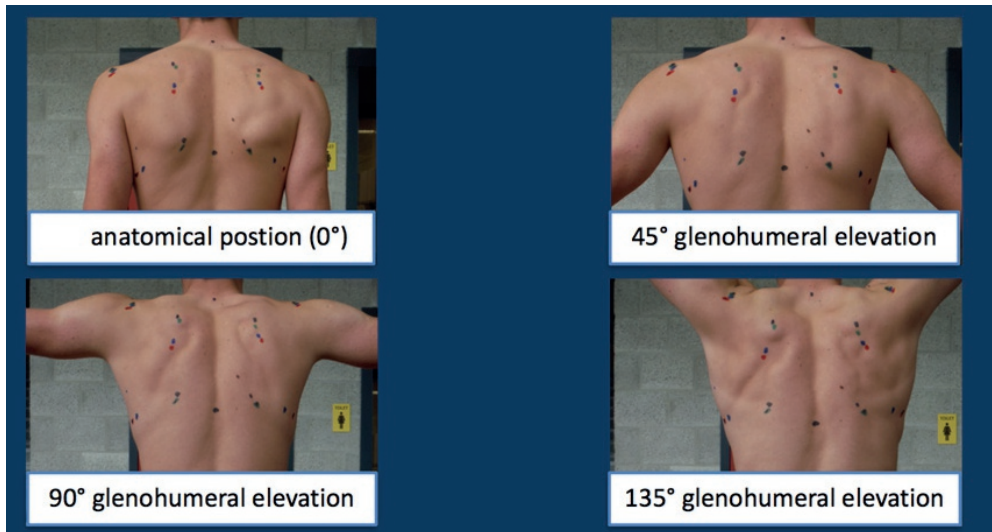 anatomical postion (0°)
45° glenohumeral elevation
90° glenohumeral elevation
135° glenohumeral elevation